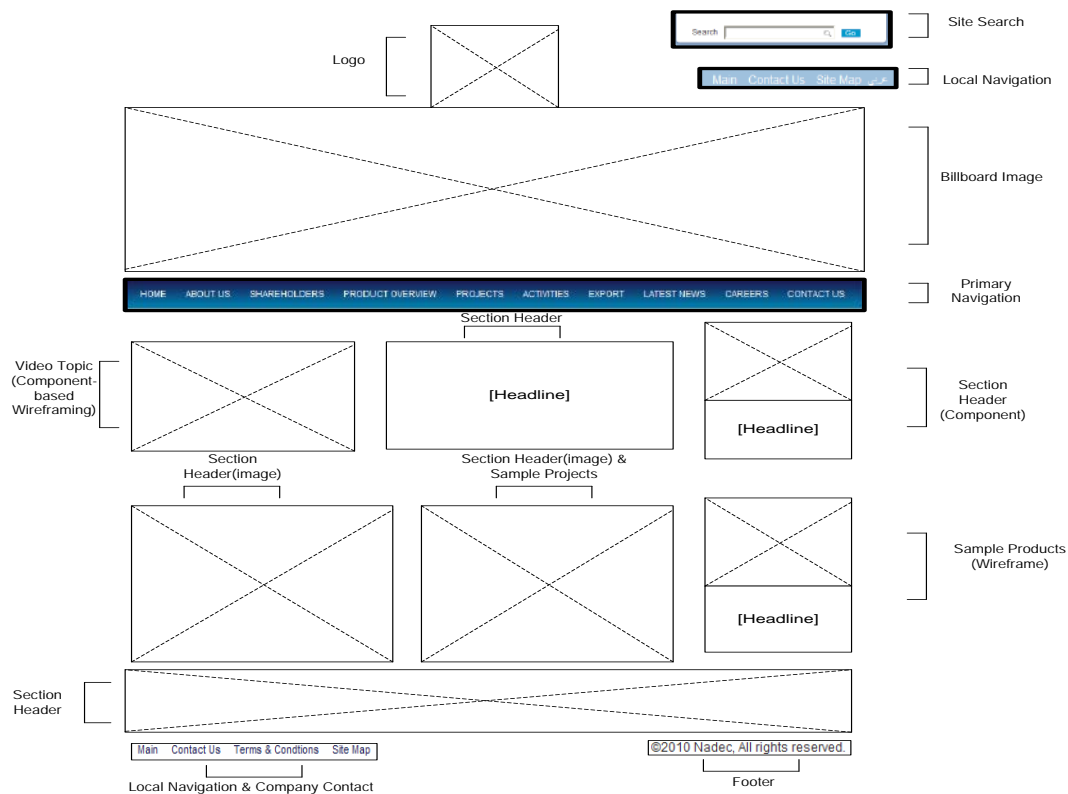 Site Search
Search Go
Logo
Main Contact Us Site Map عربي
Local Navigation
Billboard Image
HOME ABOUT US SHAREHOLDERS PRODUCT OVERVIEW PROJECTS ACTIVITIES EXPORT LATEST NEWS CAREERS CONTACT US
Primary
Navigation
Section Header
Video Topic
(Component-
based
Wireframing)
[Headline]
Section
Header
(Component)
[Headline]
Section
Header(image)
Section Header(image) &
Sample Projects
Sample Products
(Wireframe)
[Headline]
Section
Header
Main Contact Us Terms & Condtions Site Map
©2010 Nadec, All rights reserved.
Local Navigation & Company Contact
Footer